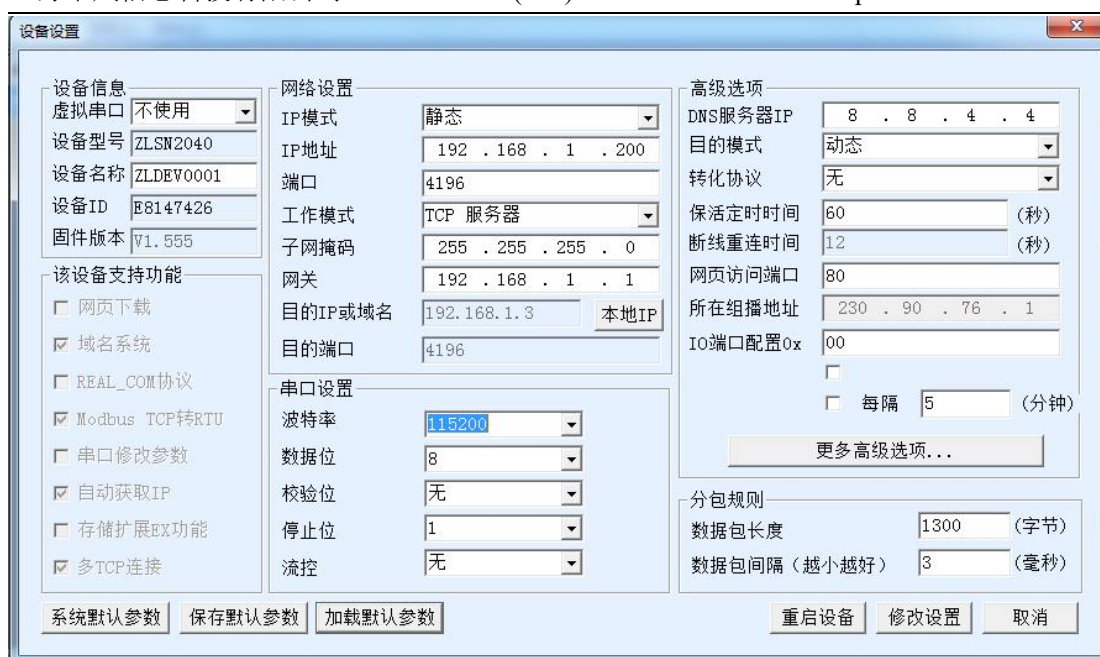 设备设置
设备信息
虚拟串口 不使用
设备型号 ZLSN2040
设备名称 ZLDEV0001
设备ID E8147426
固件版本 V1.555
该设备支持功能
网页下载
域名系统
REAL_COM协议
Modbus TCP转RTU
串口修改参数
自动获取IP
存储扩展EX功能
多TCP连接
网络设置
IP模式 静态
IP地址 192 . 168 . 1 . 200
端口 4196
工作模式 TCP 服务器
子网掩码 255 . 255 . 255 . 0
网关 192 . 168 . 1 . 1
目的IP或域名 192.168.1.3 本地IP
目的端口 4196
串口设置
波特率 115200
数据位 8
校验位 无
停止位 1
流控 无
高级选项
DNS服务器IP 8 . 8 . 4 . 4
目的模式 动态
转化协议 无
保活定时时间 60 (秒)
断线重连时间 12 (秒)
网页访问端口 80
所在组播地址 230 . 90 . 76 . 1
IO端口配置0x 00
每隔 5 (分钟)
更多高级选项...
分包规则
数据包长度 1300 (字节)
数据包间隔(越小越好) 3 (毫秒)
系统默认参数 保存默认参数 加载默认参数 重启设备 修改设置 取消